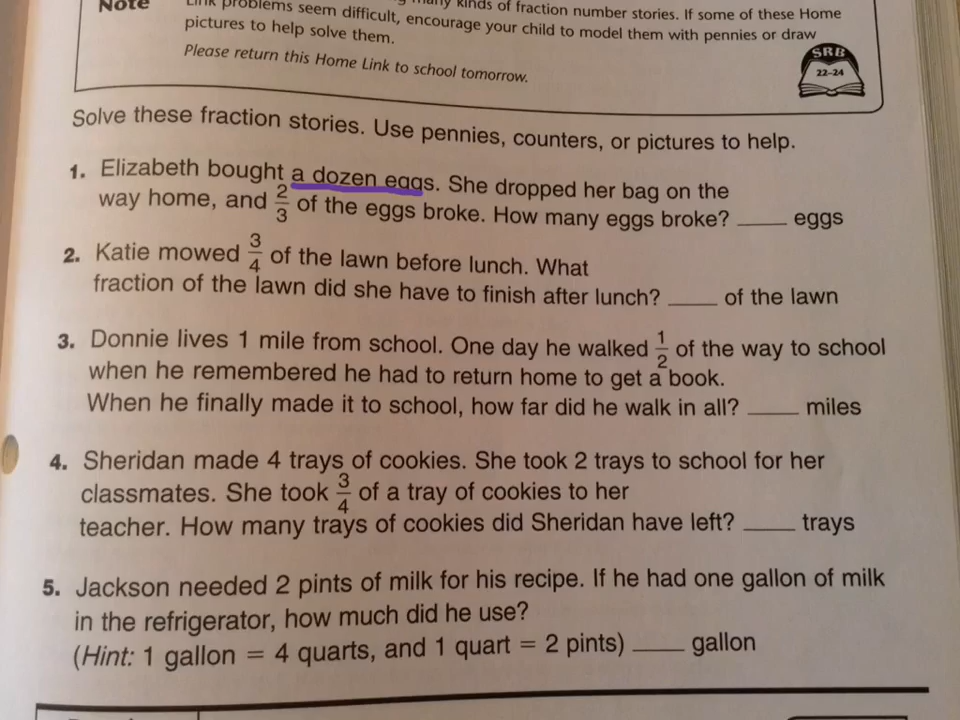 Note
Link problems seem difficult, encourage your child to model them with pennies or draw
many kinds of fraction number stories. If some of these Home
pictures to help solve them.
Please return this Home Link to school tomorrow.
SRB
22–24
Solve these fraction stories. Use pennies, counters, or pictures to help.
1. Elizabeth bought a dozen eggs. She dropped her bag on the
way home, and 2/3 of the eggs broke. How many eggs broke? ____ eggs
2. Katie mowed 3/4 of the lawn before lunch. What
fraction of the lawn did she have to finish after lunch? ____ of the lawn
3. Donnie lives 1 mile from school. One day he walked 1/2 of the way to school
when he remembered he had to return home to get a book.
When he finally made it to school, how far did he walk in all? ____ miles
4. Sheridan made 4 trays of cookies. She took 2 trays to school for her
classmates. She took 3/4 of a tray of cookies to her
teacher. How many trays of cookies did Sheridan have left? ____ trays
5. Jackson needed 2 pints of milk for his recipe. If he had one gallon of milk
in the refrigerator, how much did he use?
(Hint: 1 gallon = 4 quarts, and 1 quart = 2 pints) ____ gallon